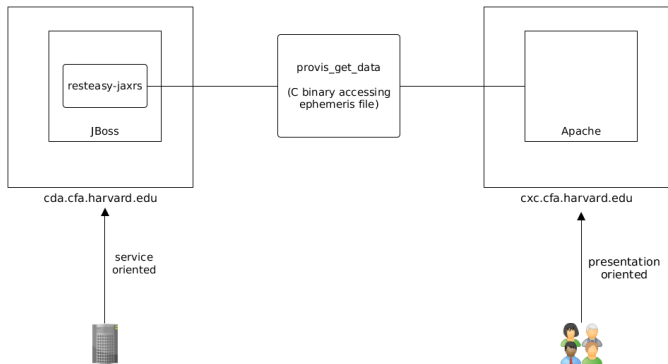 resteasy-jaxrs
JBoss
cda.cfa.harvard.edu
provis_get_data
(C binary accessing
ephemeris file)
Apache
cxc.cfa.harvard.edu
service
oriented
presentation
oriented